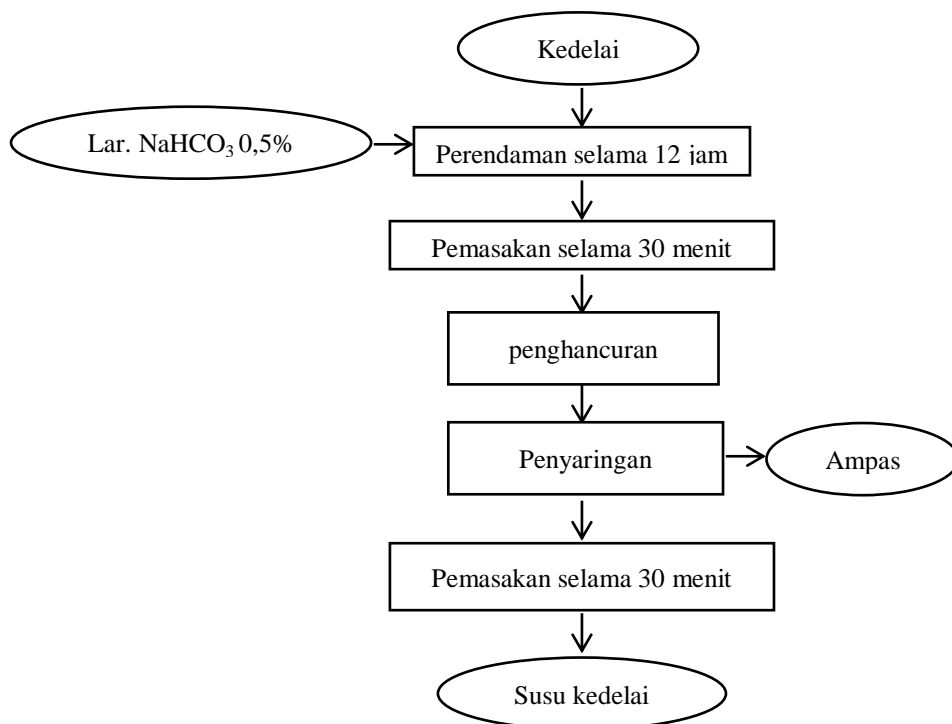 Kedelai
Lar. NaHCO₃ 0,5%
Perendaman selama 12 jam
Pemasakan selama 30 menit
penghancuran
Penyaringan
Ampas
Pemasakan selama 30 menit
Susu kedelai